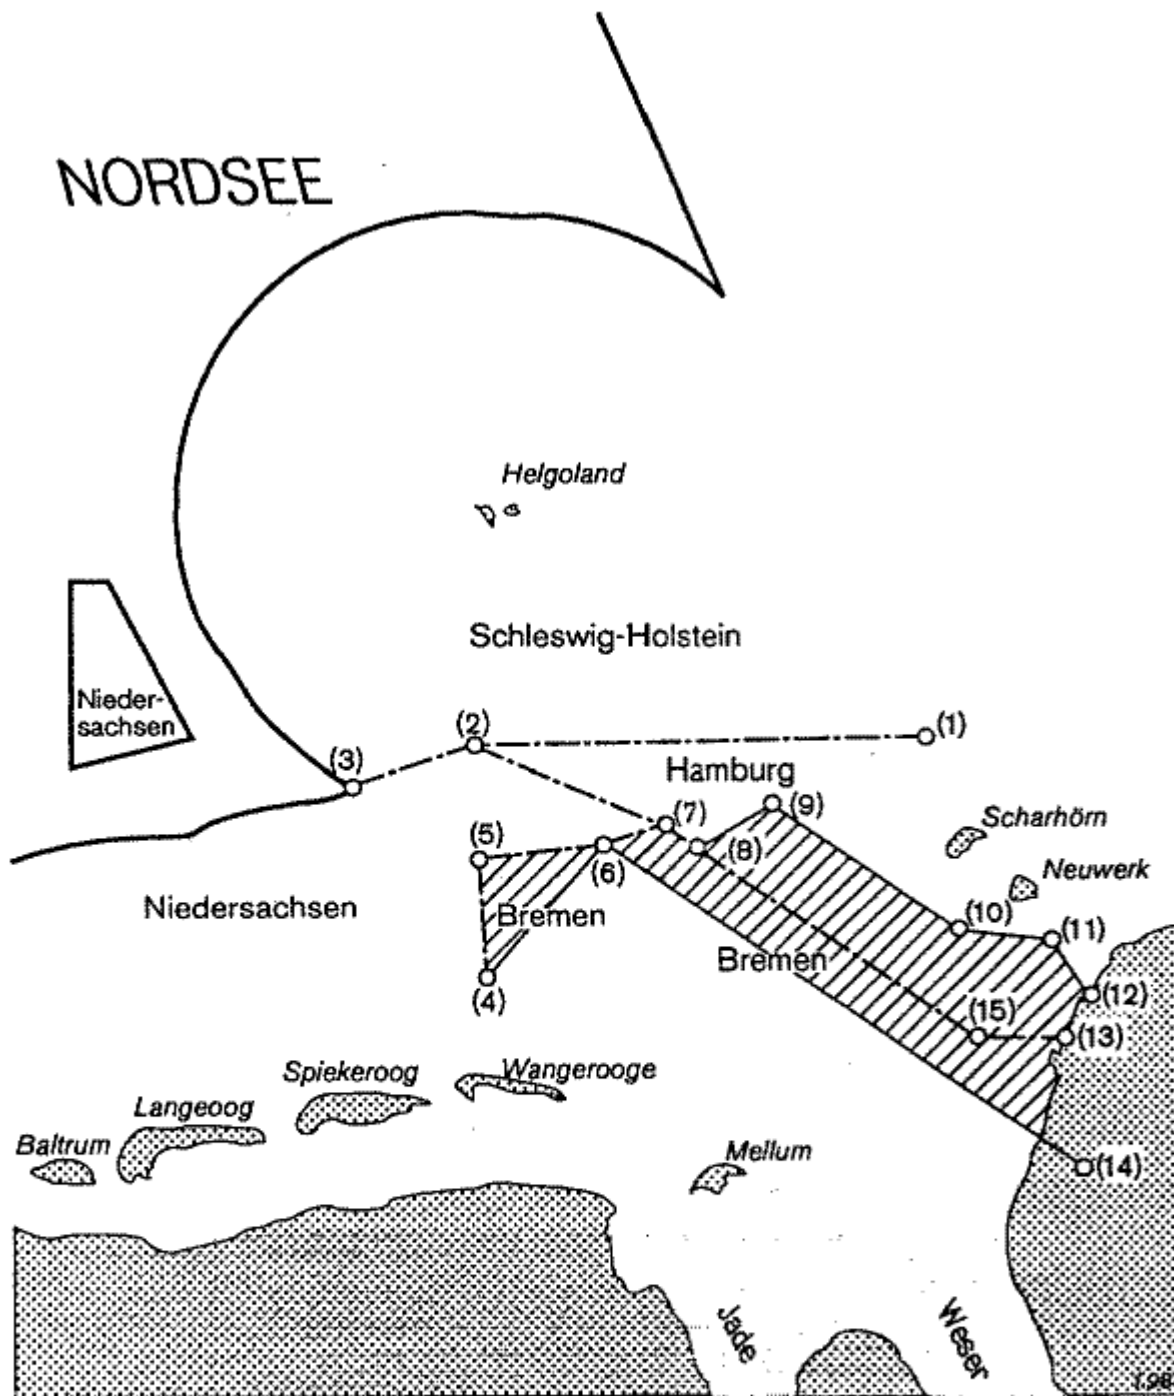 NORDSEE
Helgoland
Schleswig-Holstein
Nieder-
sachsen
(3)
(2)
(1)
Hamburg
(7)
(9)
(8)
Scharhörn
(5)
(6)
Neuwerk
Niedersachsen
Bremen
(10)
(11)
Bremen
(4)
(12)
(15)
(13)
Spiekeroog
Wangerooge
Langeoog
Baltrum
Mellum
(14)
Jade
Weser